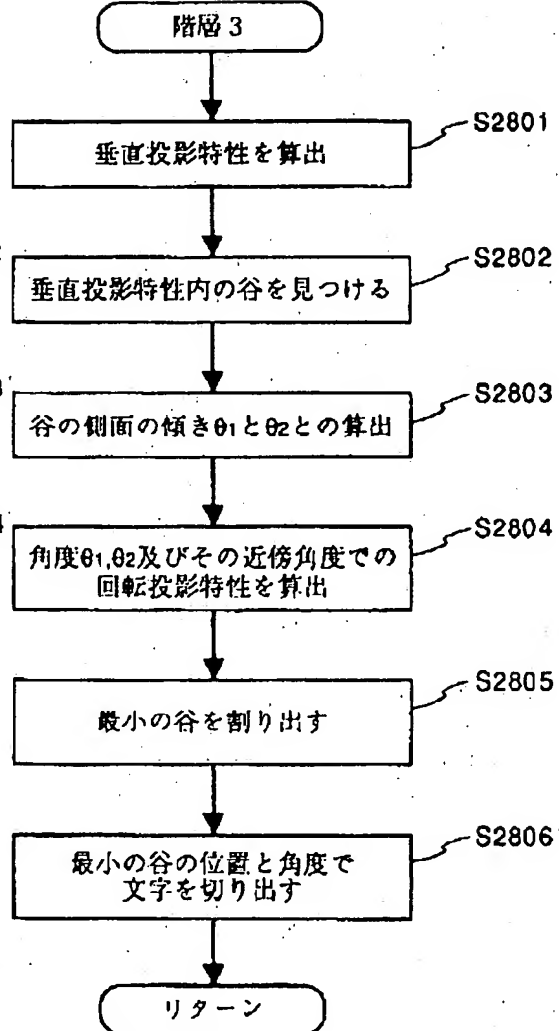 階層3
垂直投影特性を算出
S2801
垂直投影特性内の谷を見つける
S2802
谷の側面の傾きθ1とθ2との算出
S2803
角度θ1,θ2及びその近傍角度での
回転投影特性を算出
S2804
最小の谷を割り出す
S2805
最小の谷の位置と角度で
文字を切り出す
S2806
リターン